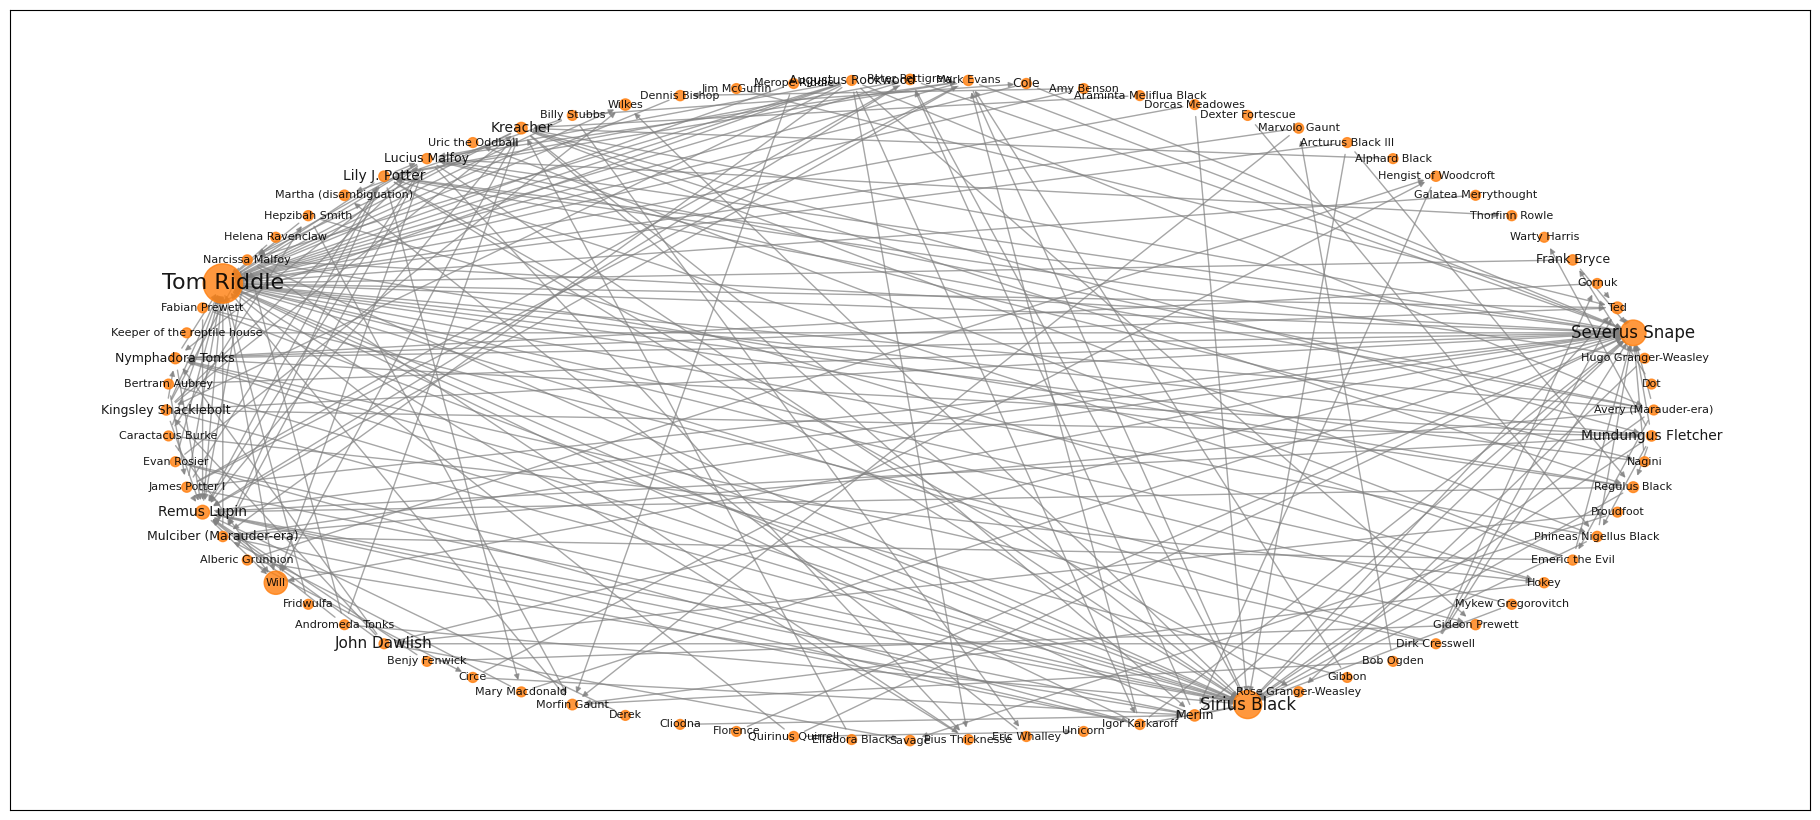 Augustus Rookwood
Peter Pettigrew
Mark Evans
Merope Riddle
Cole
Jim McGuffin
Amy Benson
Dennis Bishop
Araminta Meliflua Black
Wilkes
Dorcas Meadowes
Billy Stubbs
Dexter Fortescue
Kreacher
Marvolo Gaunt
Uric the Oddball
Arcturus Black III
Lucius Malfoy
Alphard Black
Lily J. Potter
Hengist of Woodcroft
Martha (disambiguation)
Galatea Merrythought
Hepzibah Smith
Thorfinn Rowle
Helena Ravenclaw
Warty Harris
Narcissa Malfoy
Frank Bryce
Tom Riddle
Gornuk
Fabian Prewett
Ted
Keeper of the reptile house
Severus Snape
Nymphadora Tonks
Hugo Granger-Weasley
Bertram Aubrey
Dot
Kingsley Shacklebolt
Avery (Marauder-era)
Caractacus Burke
Mundungus Fletcher
Evan Rosier
Nagini
James Potter I
Regulus Black
Remus Lupin
Proudfoot
Mulciber (Marauder-era)
Phineas Nigellus Black
Alberic Grunnion
Emeric the Evil
Will
Hokey
Fridwulfa
Mykew Gregorovitch
Andromeda Tonks
Gideon Prewett
John Dawlish
Dirk Cresswell
Benjy Fenwick
Bob Ogden
Circe
Gibbon
Mary Macdonald
Rose Granger-Weasley
Morfin Gaunt
Sirius Black
Derek
Merlin
Cliodna
Igor Karkaroff
Florence
Unicorn
Quirinus Quirrell
Eric Whalley
Elladora Black
Savage
Pius Thicknesse